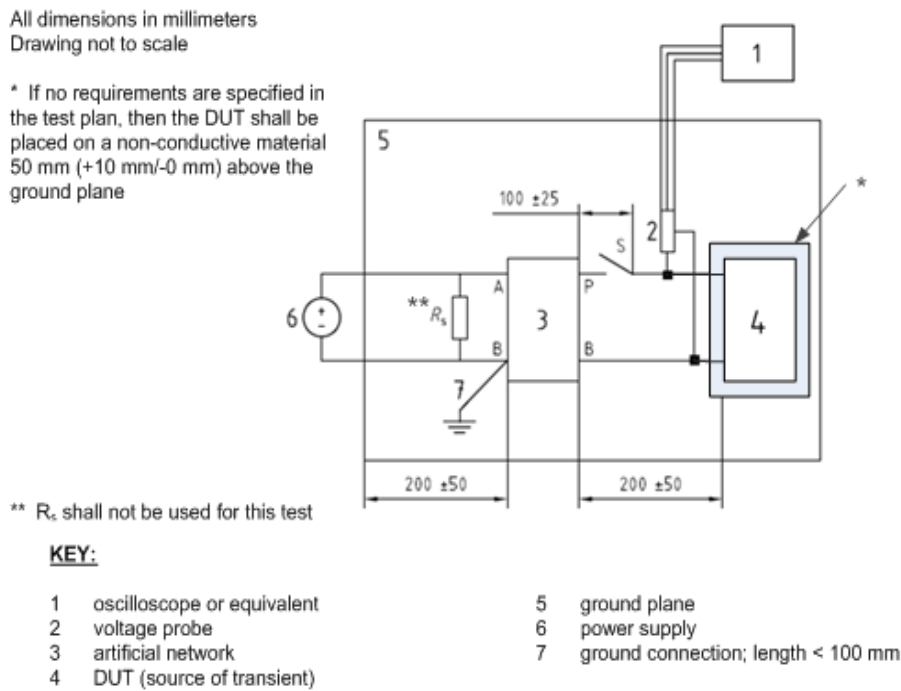 All dimensions in millimeters
Drawing not to scale
* If no requirements are specified in
the test plan, then the DUT shall be
placed on a non-conductive material
50 mm (+10 mm/-0 mm) above the
ground plane
1
5
*
100 ±25
2
S
A
P
6
+
-
** Rs
3
4
B
B
7
200 ±50
200 ±50
** Rs shall not be used for this test
KEY:
1 oscilloscope or equivalent
2 voltage probe
3 artificial network
4 DUT (source of transient)
5 ground plane
6 power supply
7 ground connection; length < 100 mm